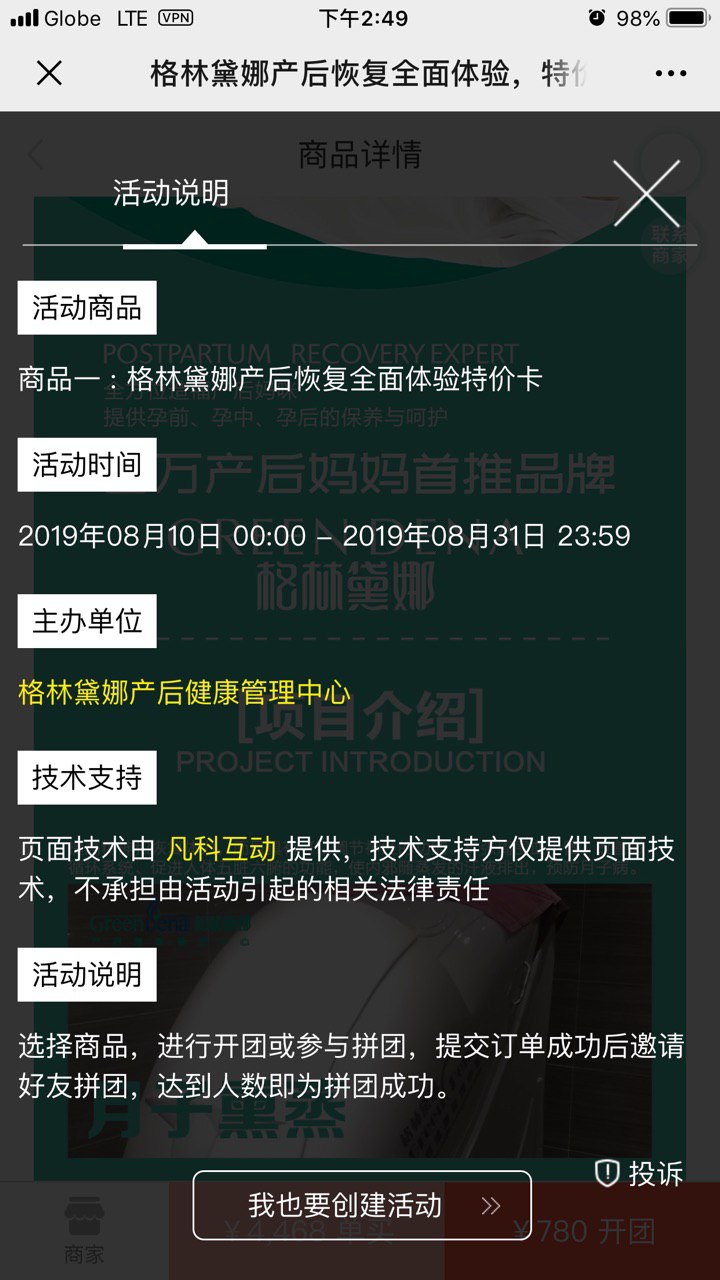 Globe LTE VPN 下午2:49 98%
格林黛娜产后恢复全面体验，特价
商品详情
活动说明
联系
商家
活动商品
POSTPARTUM RECOVERY EXPERT
商品一：格林黛娜产后恢复全面体验特价卡
提供孕前、孕中、孕后的保养与呵护
活动时间
万产后妈妈首推品牌
2019年08月10日 00:00 – 2019年08月31日 23:59
GREEN DENA
格林黛娜
主办单位
格林黛娜产后健康管理中心
[项目介绍]
PROJECT INTRODUCTION
技术支持
页面技术由 凡科互动 提供，技术支持方仅提供页面技
术，不承担由活动引起的相关法律责任
活动说明
选择商品，进行开团或参与拼团，提交订单成功后邀请
好友拼团，达到人数即为拼团成功。
月子熏蒸
投诉
我也要创建活动
¥4,468 单买
¥780 开团
商家